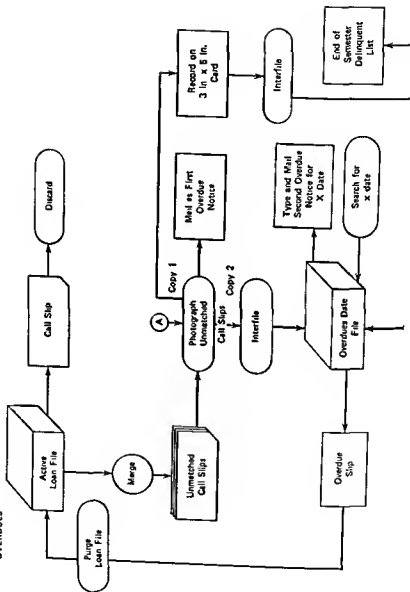 OVERDUES
Purge
Loan File
Active
Loan File
Call Slip
Discard
Merge
Unmatched
Call Slips
A
Photograph
Unmatched
Call Slips
Copy 1
Copy 2
Mail as First
Overdue
Notice
Record on
3 in x 5 in.
Card
Interfile
Interfile
Overdue
Slip
Overdues Date
File
Type and Mail
Second Overdue
Notice for
X Date
Search for
x date
End of
Semester
Delinquent
List